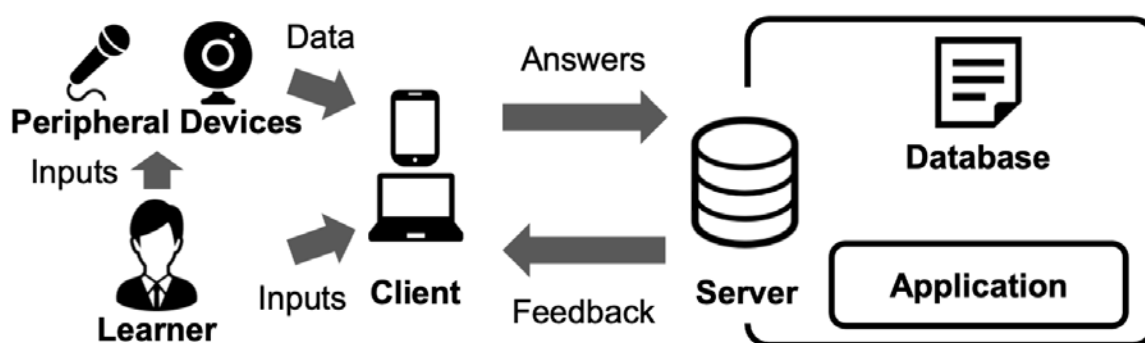 Data
Peripheral Devices
Inputs
Learner
Inputs
Client
Answers
Feedback
Server
Database
Application